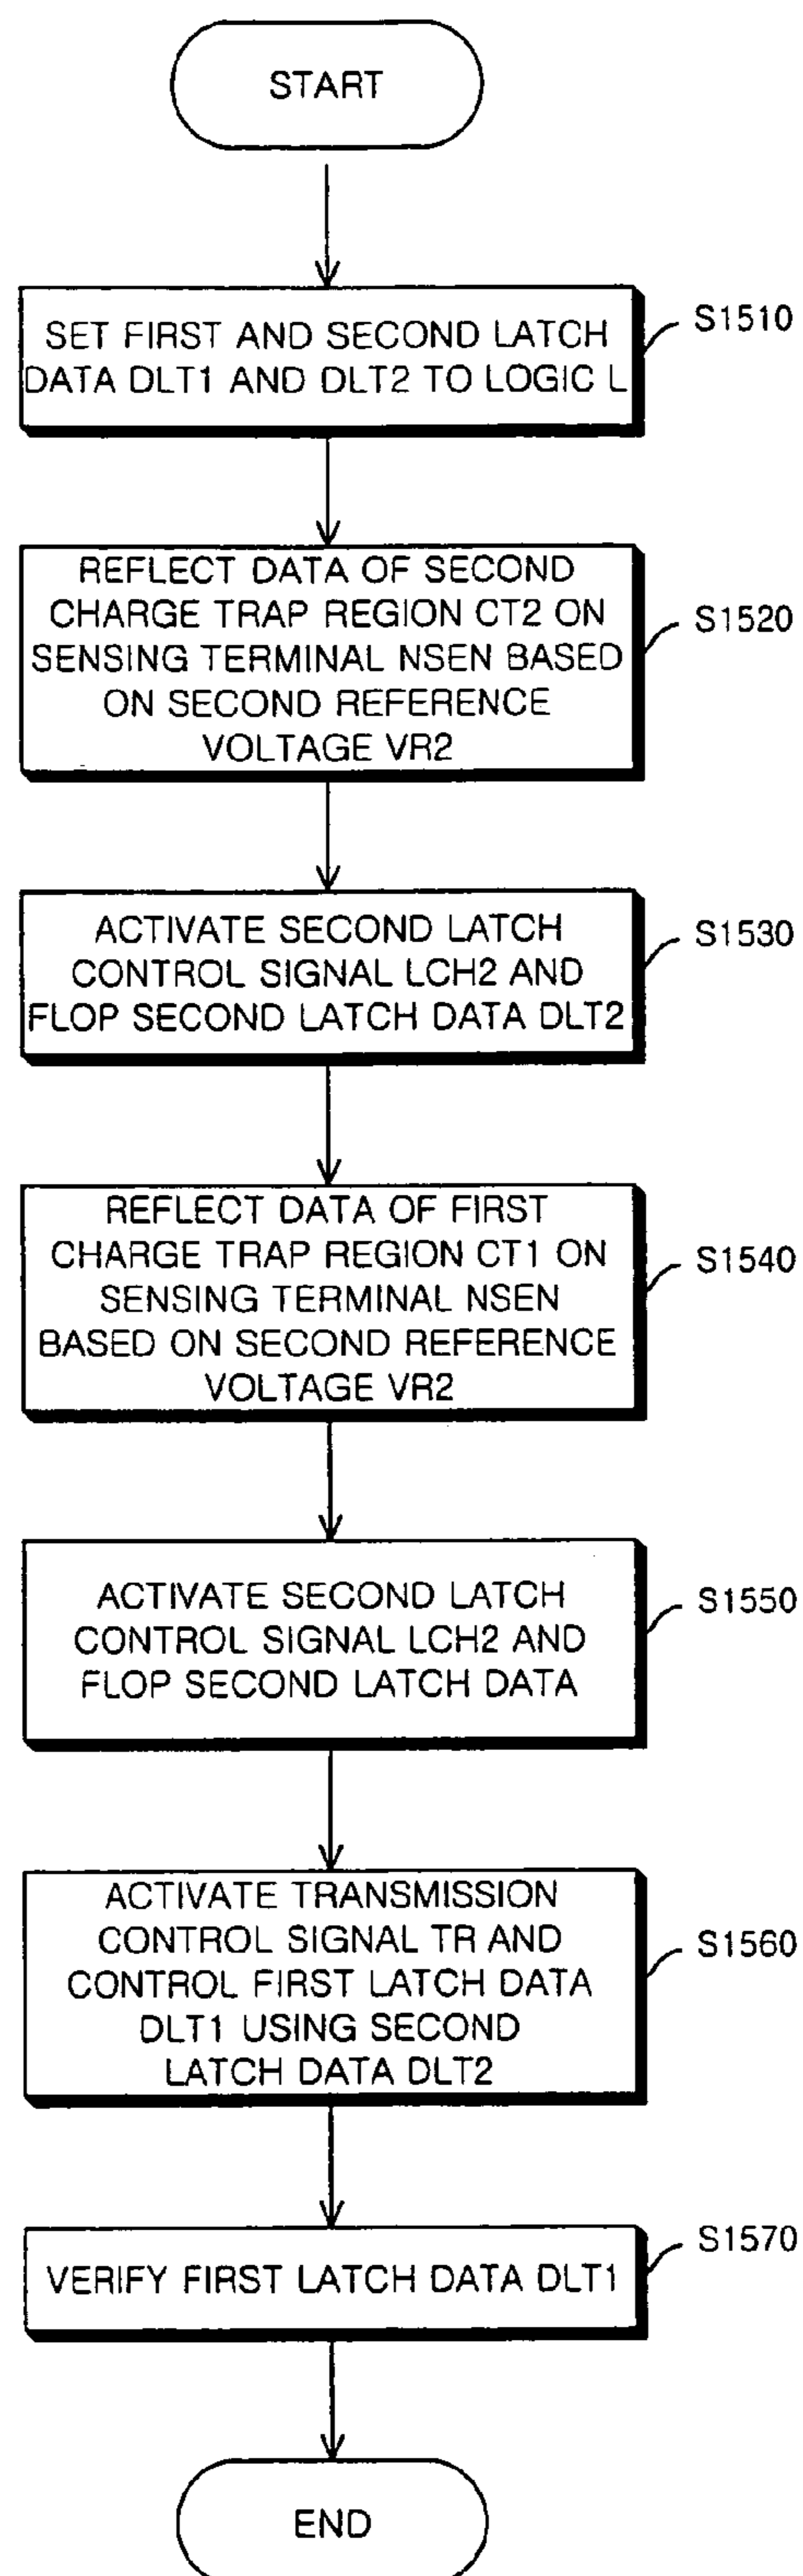 START
SET FIRST AND SECOND LATCH
DATA DLT1 AND DLT2 TO LOGIC L
S1510
REFLECT DATA OF SECOND
CHARGE TRAP REGION CT2 ON
SENSING TERMINAL NSEN BASED
ON SECOND REFERENCE
VOLTAGE VR2
S1520
ACTIVATE SECOND LATCH
CONTROL SIGNAL LCH2 AND
FLOP SECOND LATCH DATA DLT2
S1530
REFLECT DATA OF FIRST
CHARGE TRAP REGION CT1 ON
SENSING TERMINAL NSEN
BASED ON SECOND REFERENCE
VOLTAGE VR2
S1540
ACTIVATE SECOND LATCH
CONTROL SIGNAL LCH2 AND
FLOP SECOND LATCH DATA
S1550
ACTIVATE TRANSMISSION
CONTROL SIGNAL TR AND
CONTROL FIRST LATCH DATA
DLT1 USING SECOND
LATCH DATA DLT2
S1560
VERIFY FIRST LATCH DATA DLT1
S1570
END